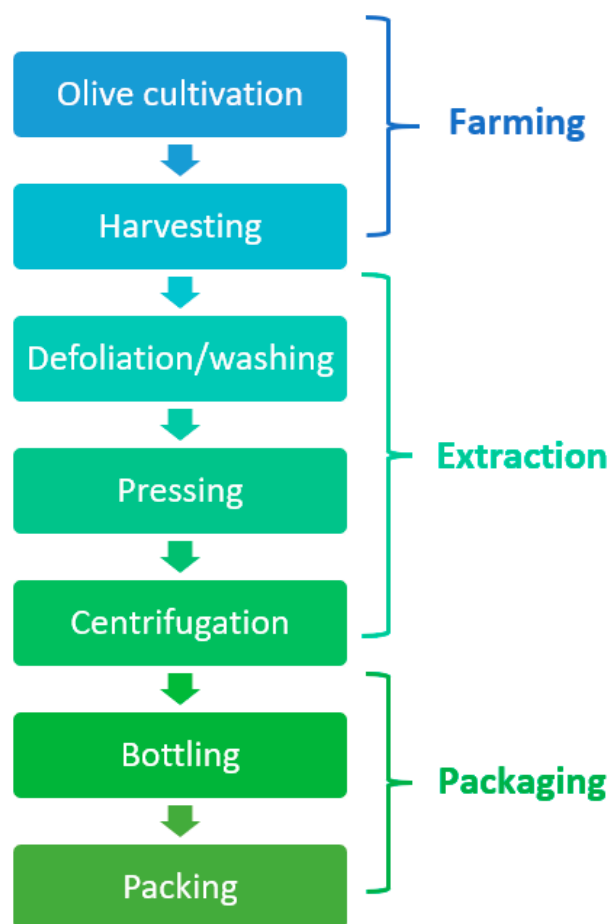 Olive cultivation
Farming
Harvesting
Defoliation/washing
Extraction
Pressing
Centrifugation
Bottling
Packaging
Packing